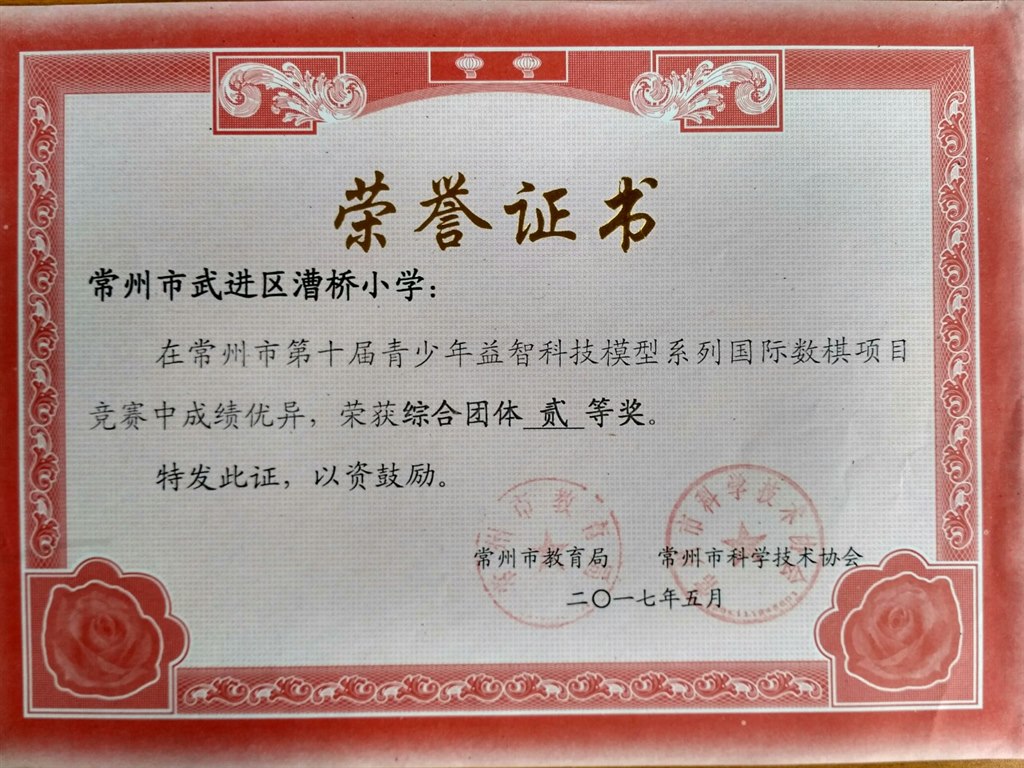 荣誉证书
常州市武进区漕桥小学：
在常州市第十届青少年益智科技模型系列国际数棋项目
竞赛中成绩优异，荣获综合团体 贰 等奖。
特发此证，以资鼓励。
常州市教育局 常州市科学技术协会
二〇一七年五月